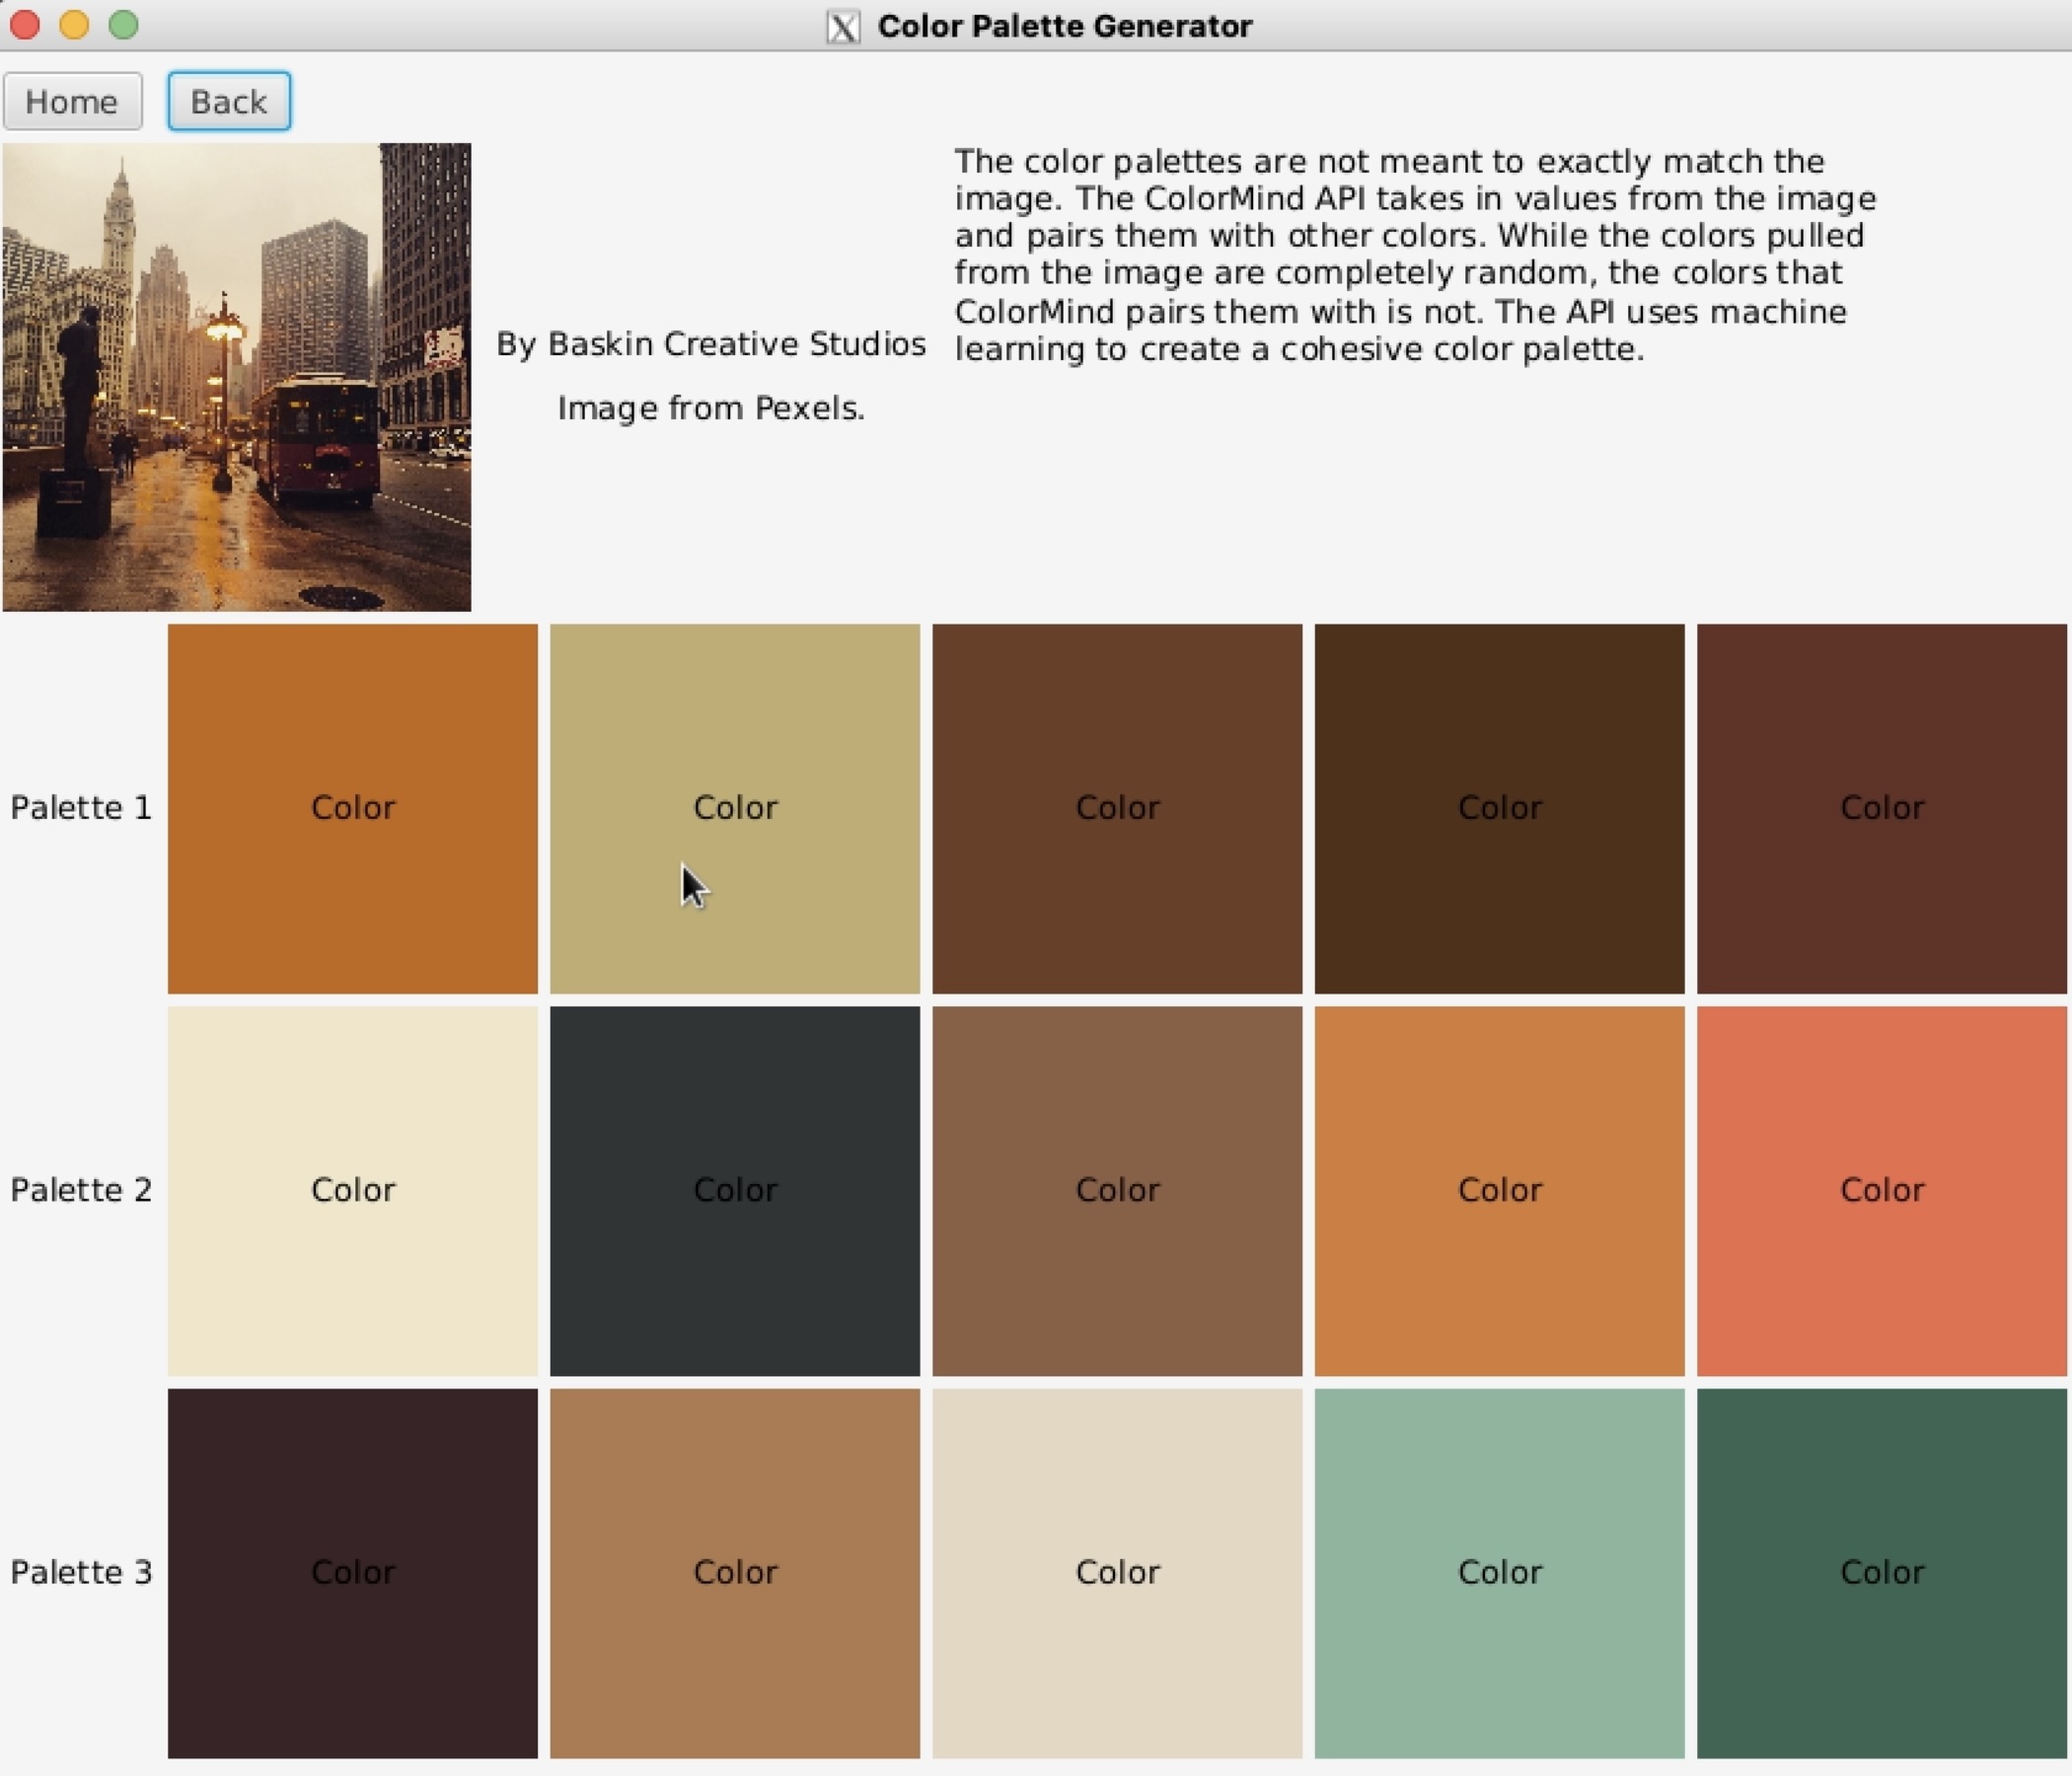 Color Palette Generator
Home
Back
By Baskin Creative Studios
Image from Pexels.
The color palettes are not meant to exactly match the
image. The ColorMind API takes in values from the image
and pairs them with other colors. While the colors pulled
from the image are completely random, the colors that
ColorMind pairs them with is not. The API uses machine
learning to create a cohesive color palette.
Palette 1
Color
Color
Color
Color
Color
Palette 2
Color
Color
Color
Color
Color
Palette 3
Color
Color
Color
Color
Color